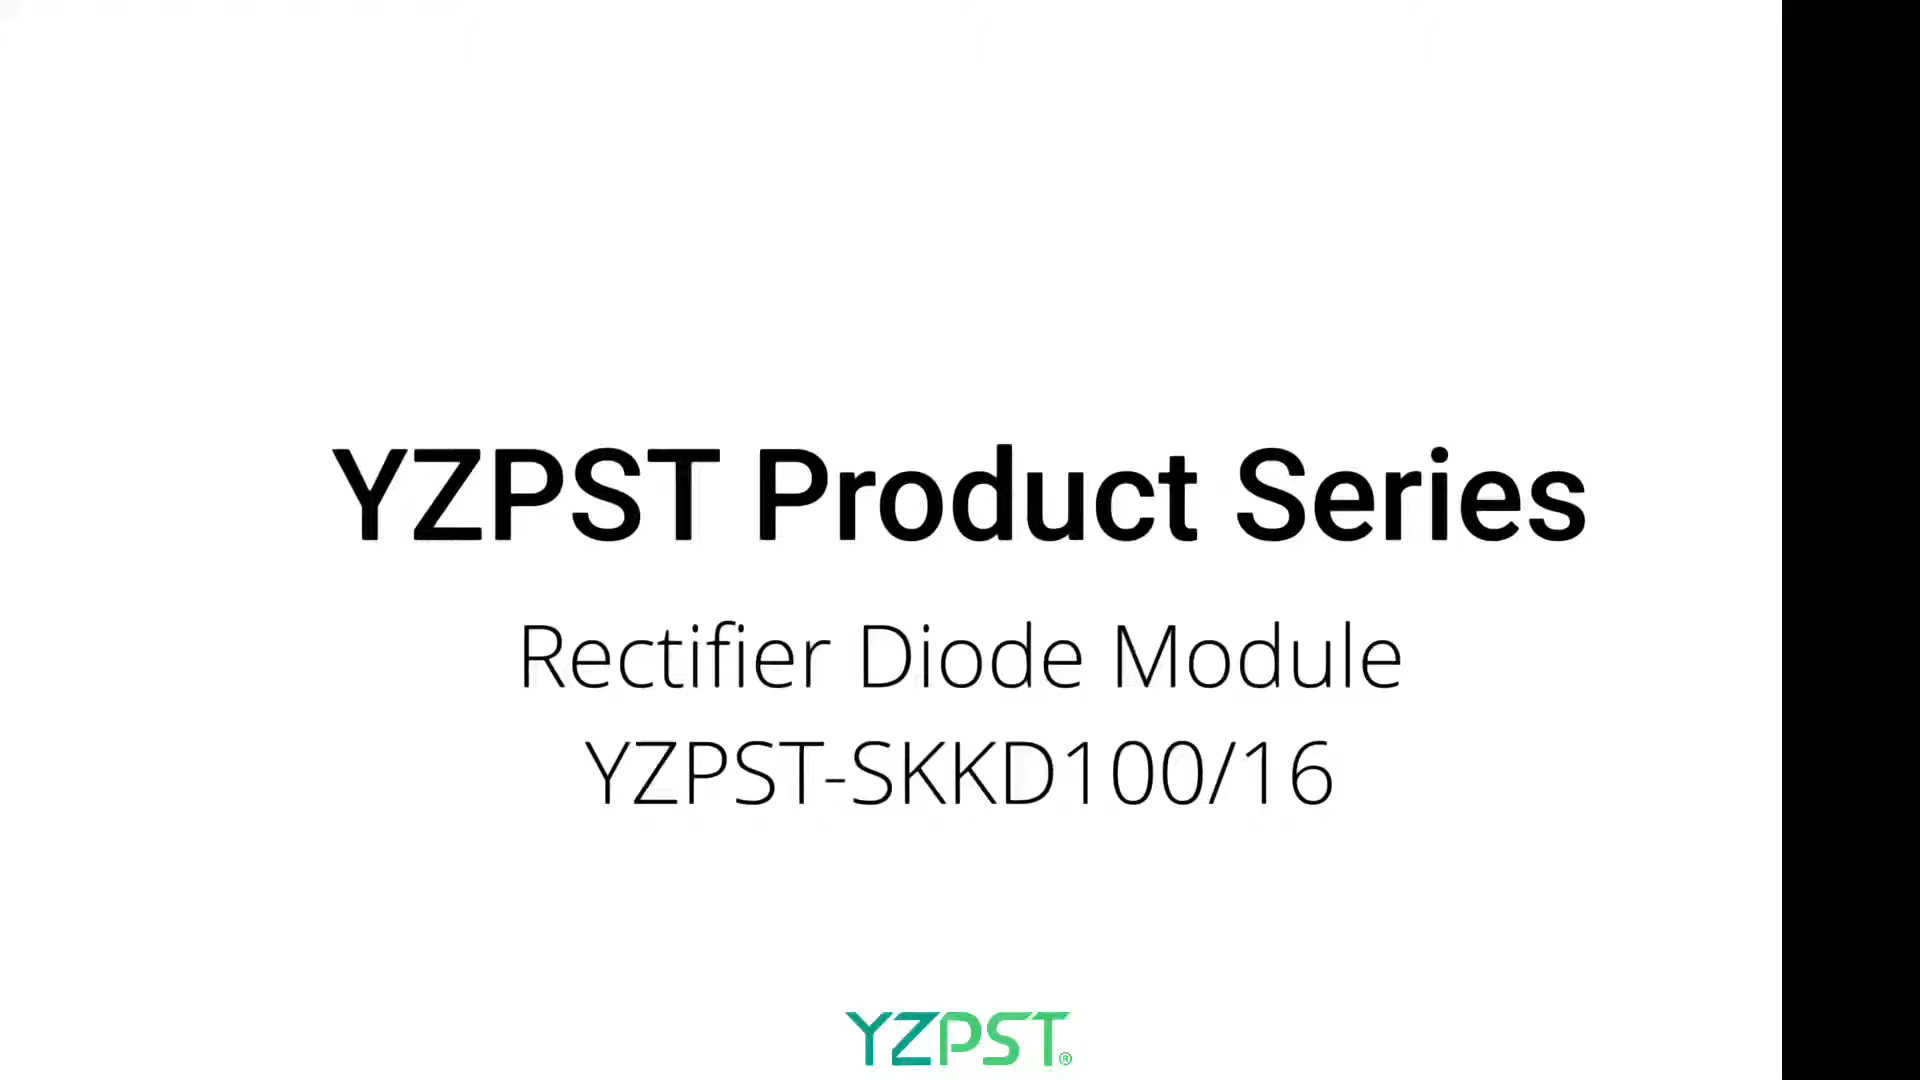 YZPST Product Series
Rectifier Diode Module
YZPST-SKKD100/16
YZPST®